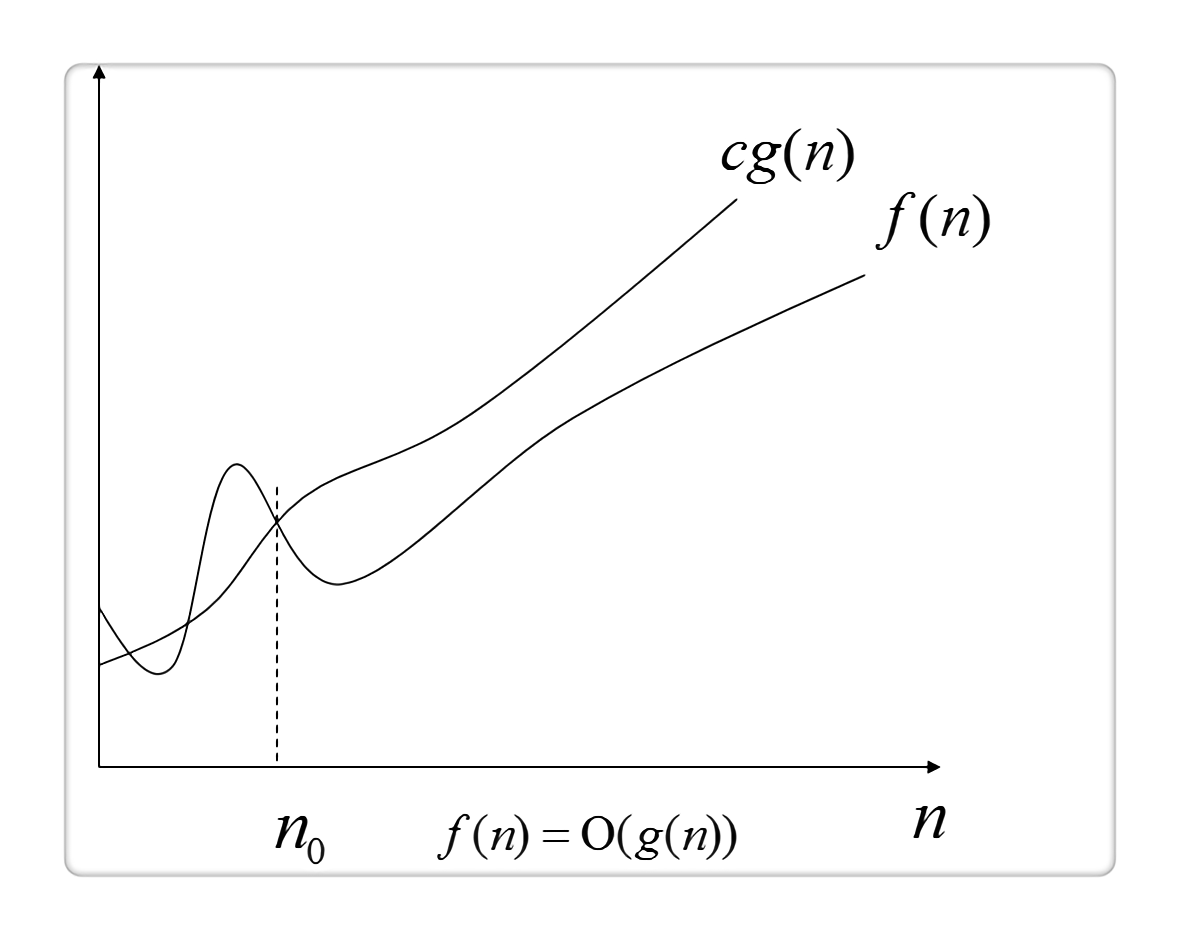 cg(n)
f(n)
n
n₀
f(n) = O(g(n))